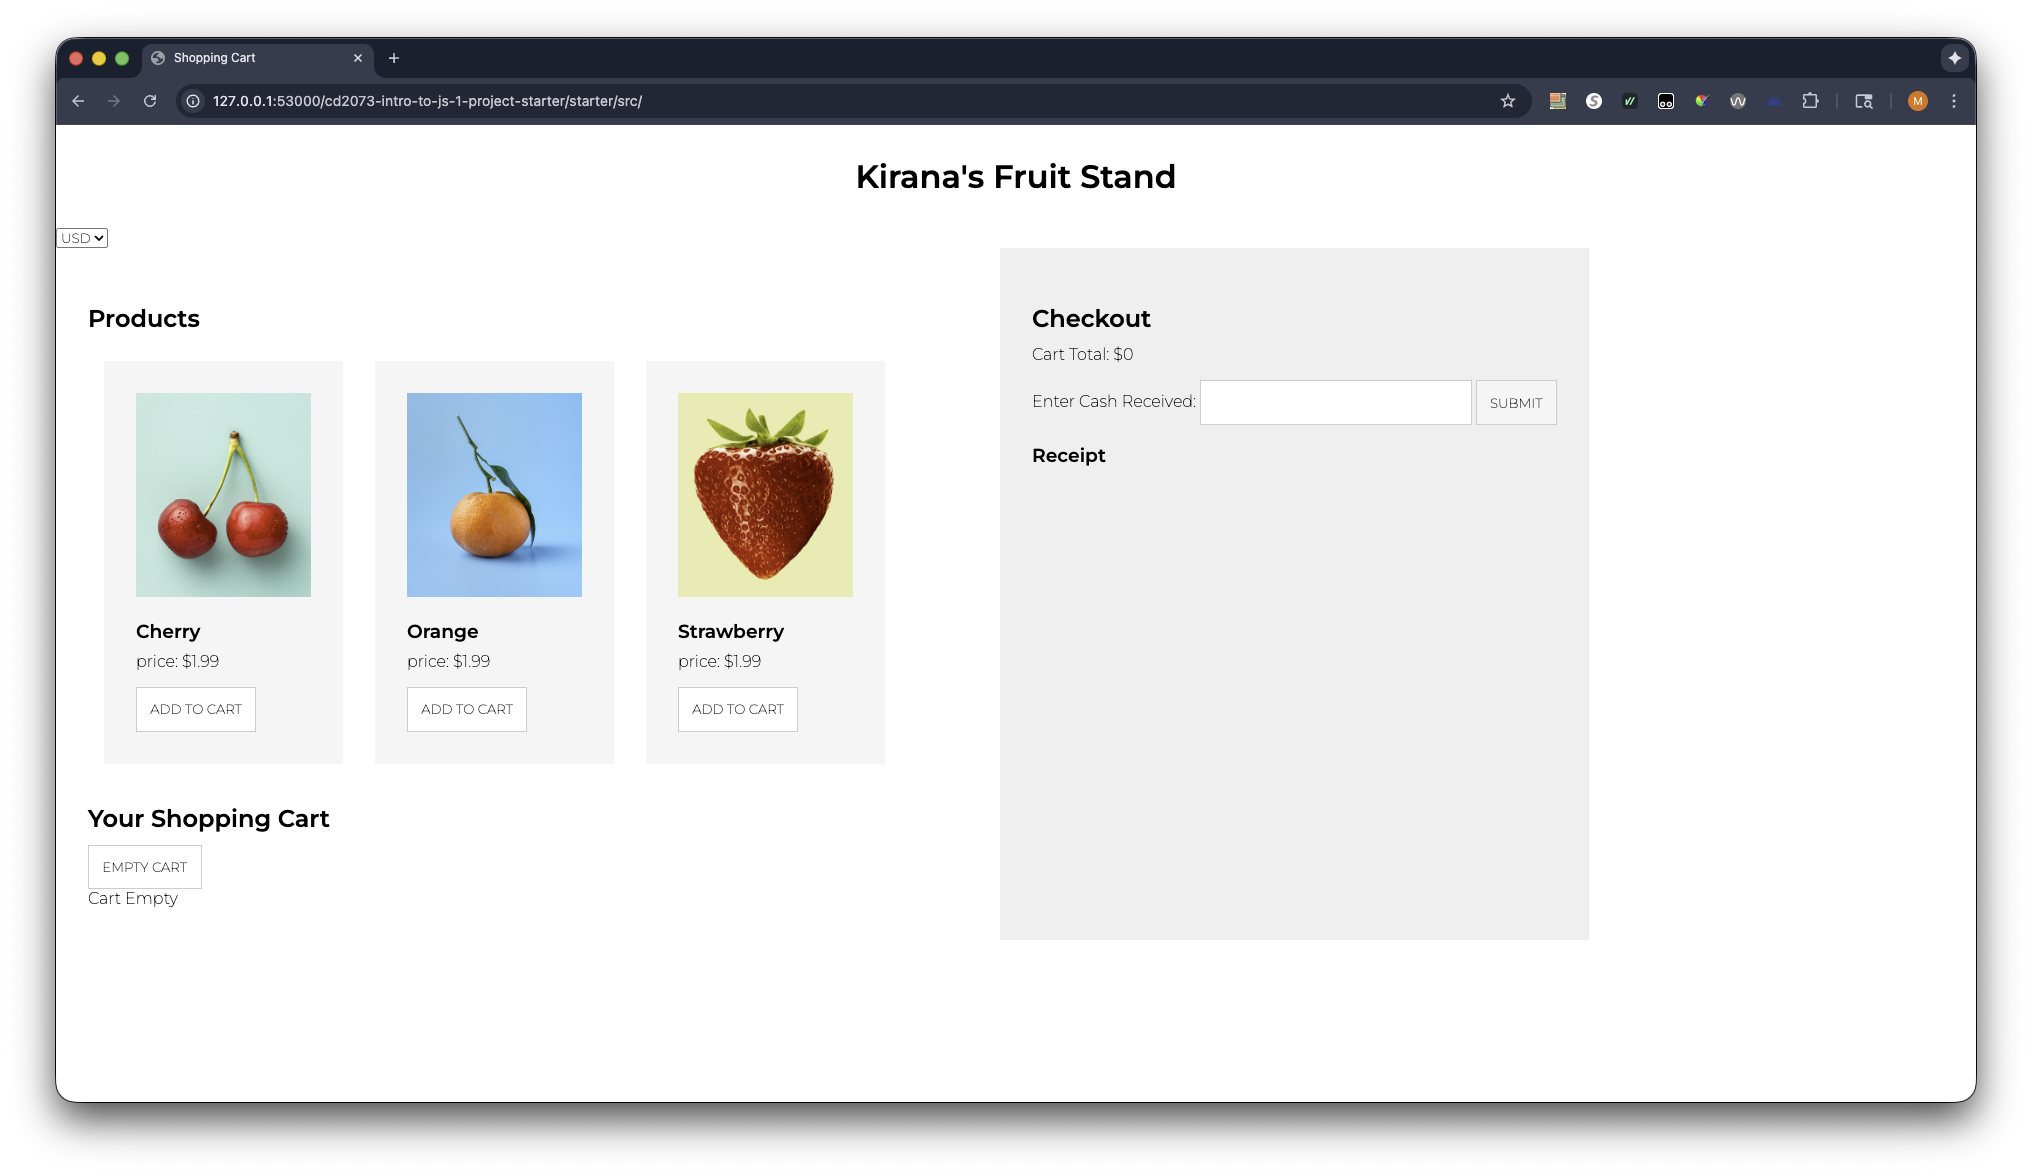 Shopping Cart
127.0.0.1:53000/cd2073-intro-to-js-1-project-starter/starter/src/
M
Kirana's Fruit Stand
USD
Products
Cherry
price: $1.99
ADD TO CART
Orange
price: $1.99
ADD TO CART
Strawberry
price: $1.99
ADD TO CART
Your Shopping Cart
EMPTY CART
Cart Empty
Checkout
Cart Total: $0
Enter Cash Received:
SUBMIT
Receipt